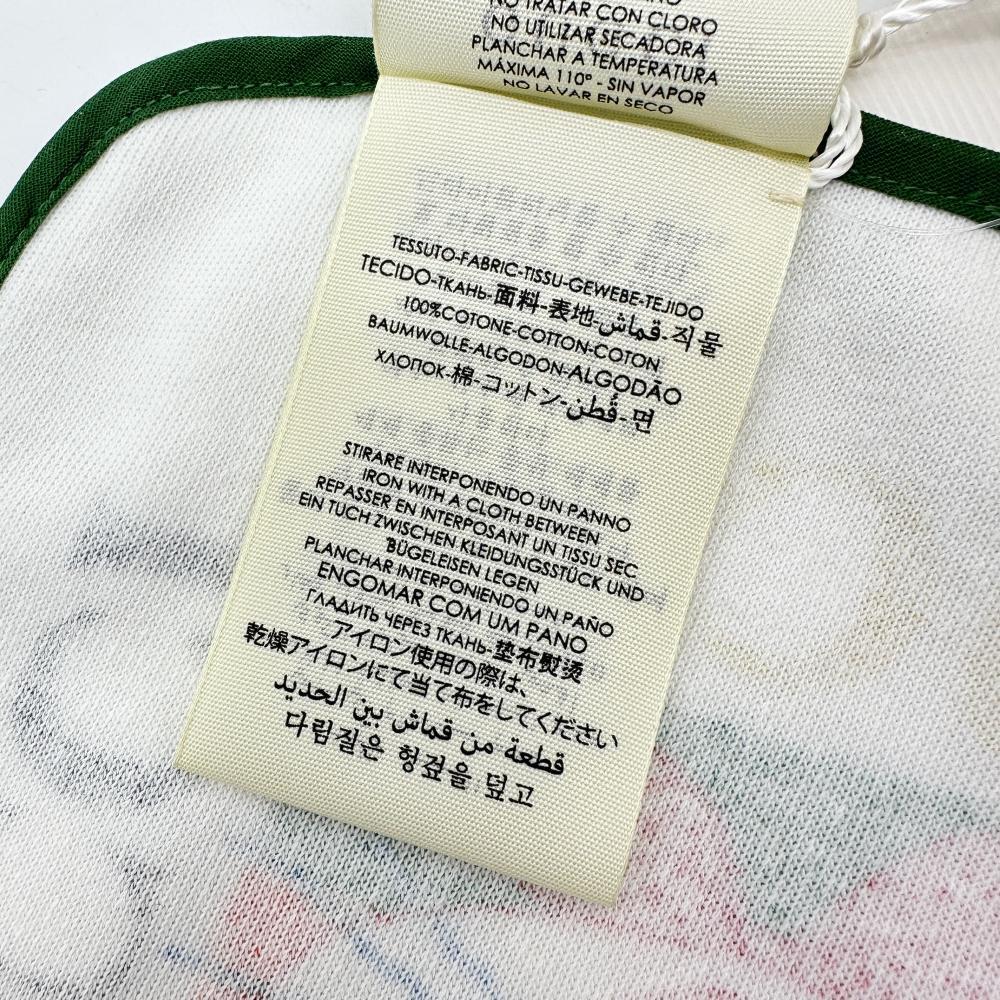 NO TRATAR CON CLORO
NO UTILIZAR SECADORA
PLANCHAR A TEMPERATURA
MÁXIMA 110° - SIN VAPOR
NO LAVAR EN SECO
TESSUTO-FABRIC-TISSU-GEWEBE-TEJIDO
TECIDO-ТКАНЬ-面料-表地-قماش-직물
100%COTONE-COTTON-COTON
BAUMWOLLE-ALGODON-ALGODÃO
ХЛОПОК-棉-コットン-قُطن-면
STIRARE INTERPONENDO UN PANNO
IRON WITH A CLOTH BETWEEN
REPASSER EN INTERPOSANT UN TISSU SEC
EIN TUCH ZWISCHEN KLEIDUNGSSTÜCK UND
BÜGELEISEN LEGEN
PLANCHAR INTERPONIENDO UN PAÑO
ENGOMAR COM UM PANO
ГЛАДИТЬ ЧЕРЕЗ ТКАНЬ-垫布熨烫
アイロン使用の際は、
乾燥アイロンにて当て布をしてください
قطعة من قماش بين الحديد
다림질은 헝겊을 덮고